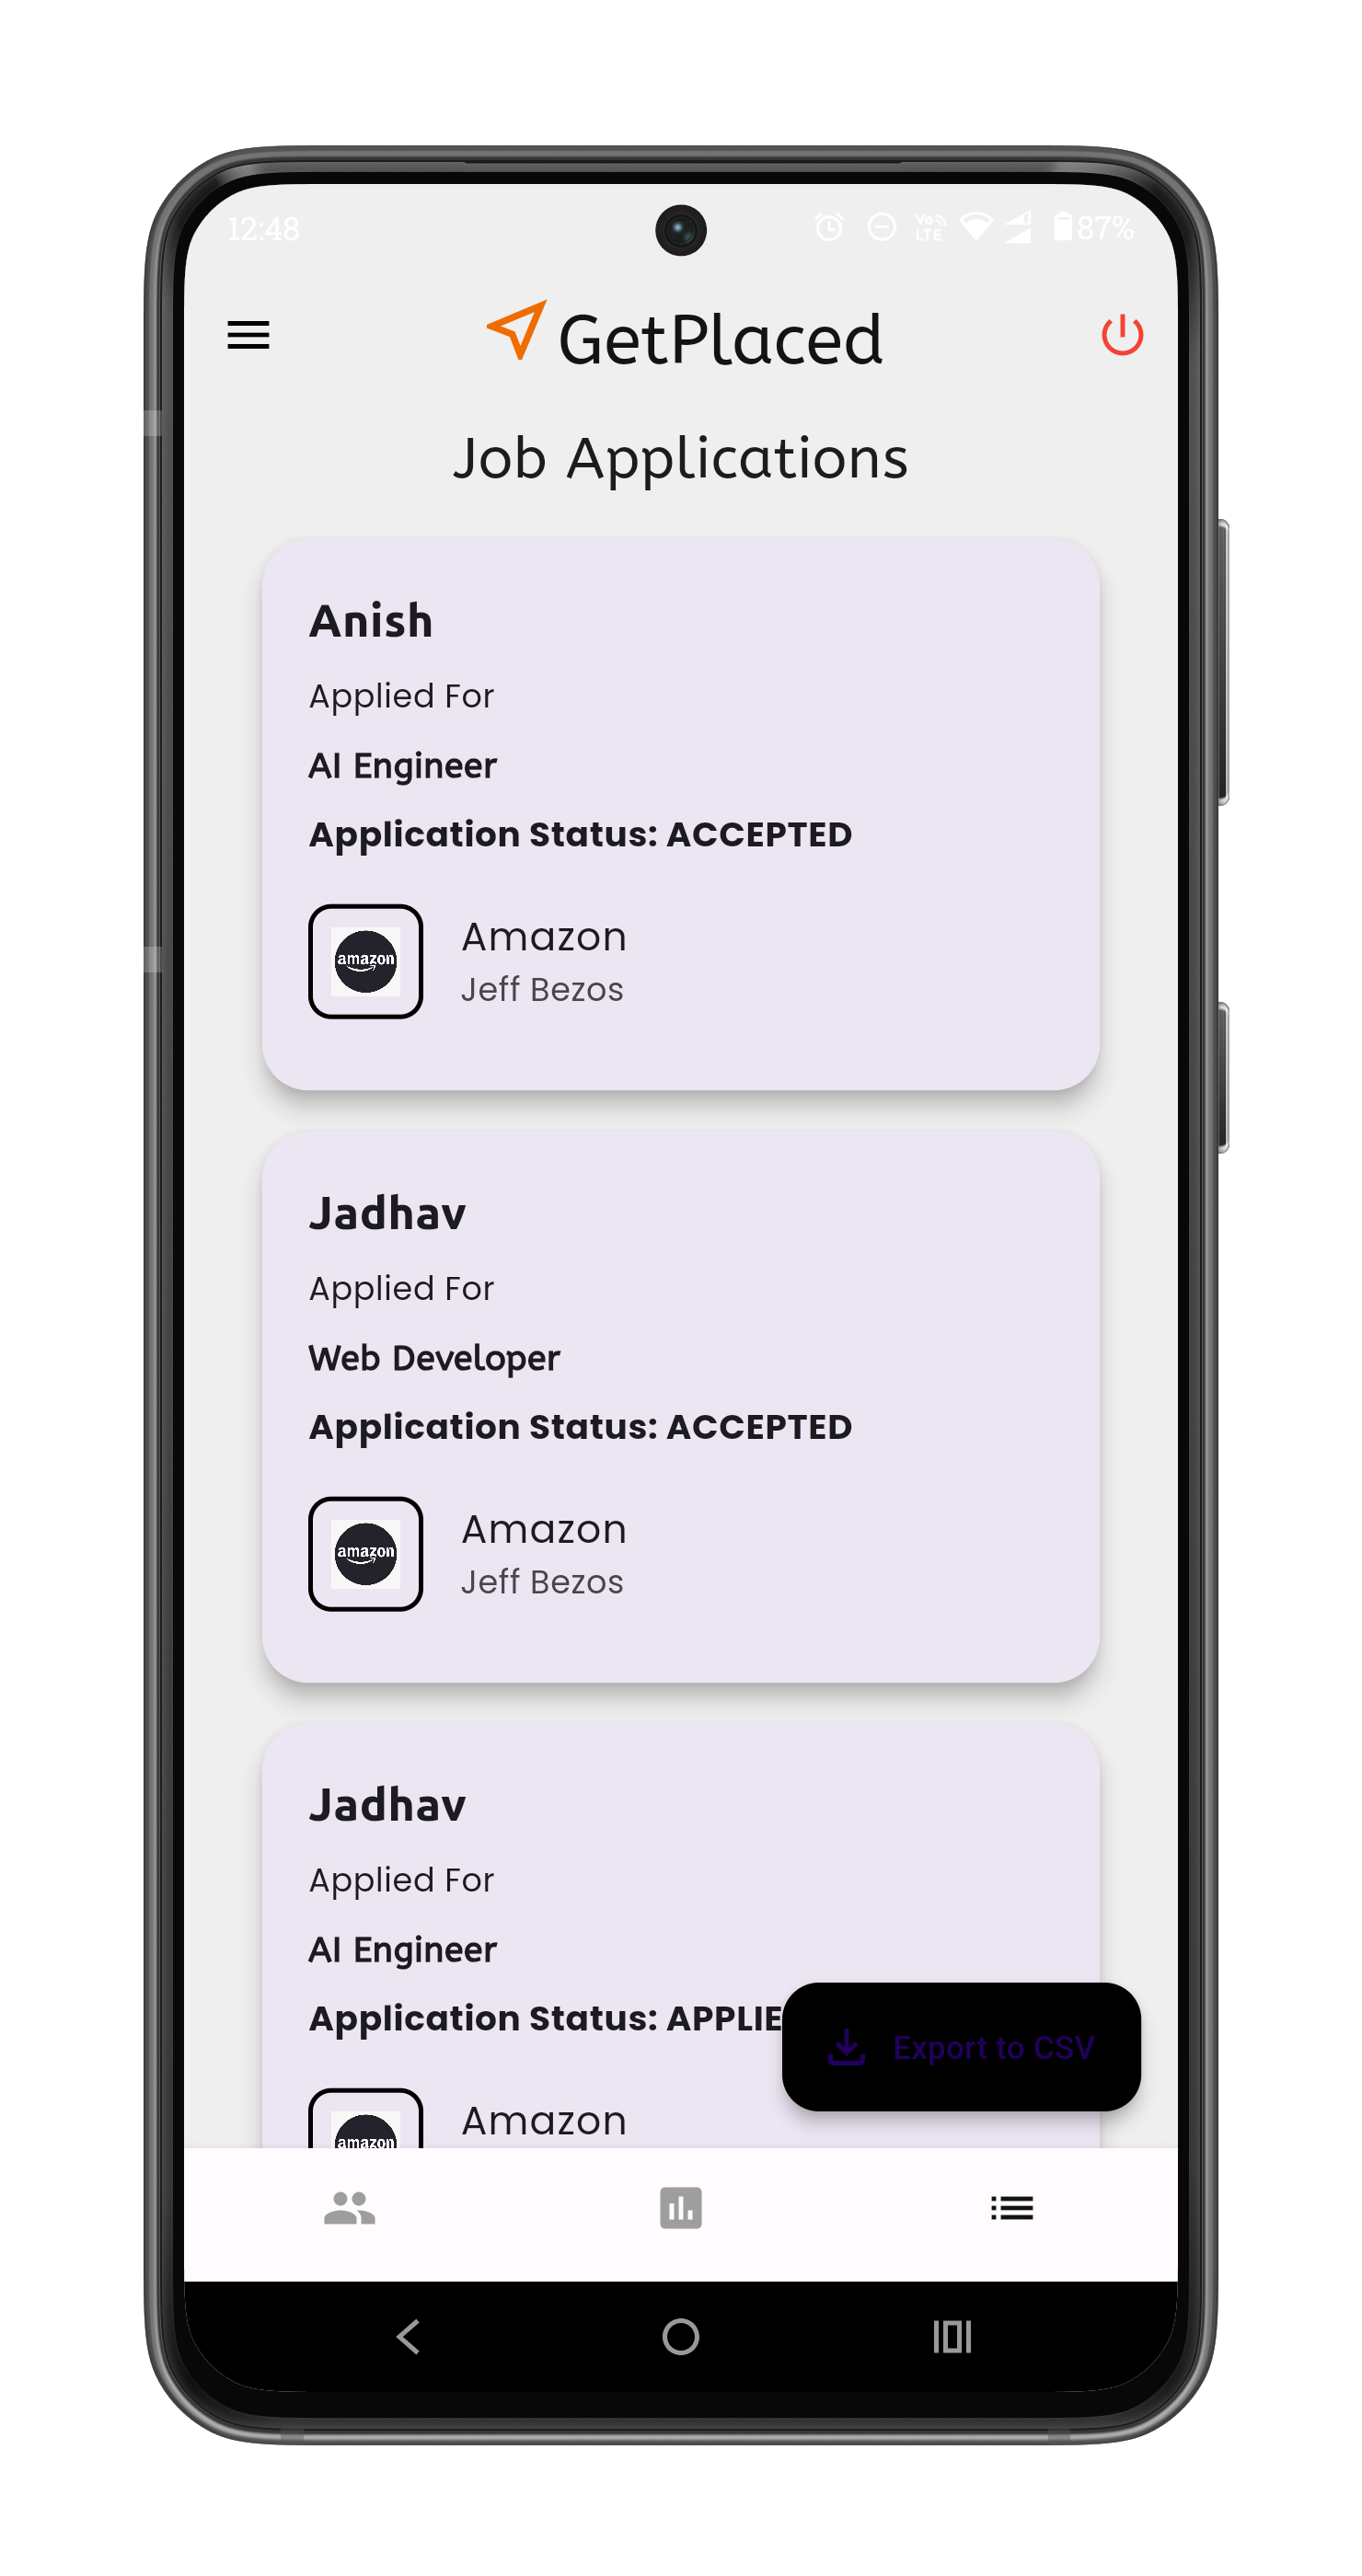 12:48
Vo
LTE
87%
GetPlaced
Job Applications
Anish
Applied For
AI Engineer
Application Status: ACCEPTED
amazon
Amazon
Jeff Bezos
Jadhav
Applied For
Web Developer
Application Status: ACCEPTED
amazon
Amazon
Jeff Bezos
Jadhav
Applied For
AI Engineer
Application Status: APPLIE
Export to CSV
amazon
Amazon